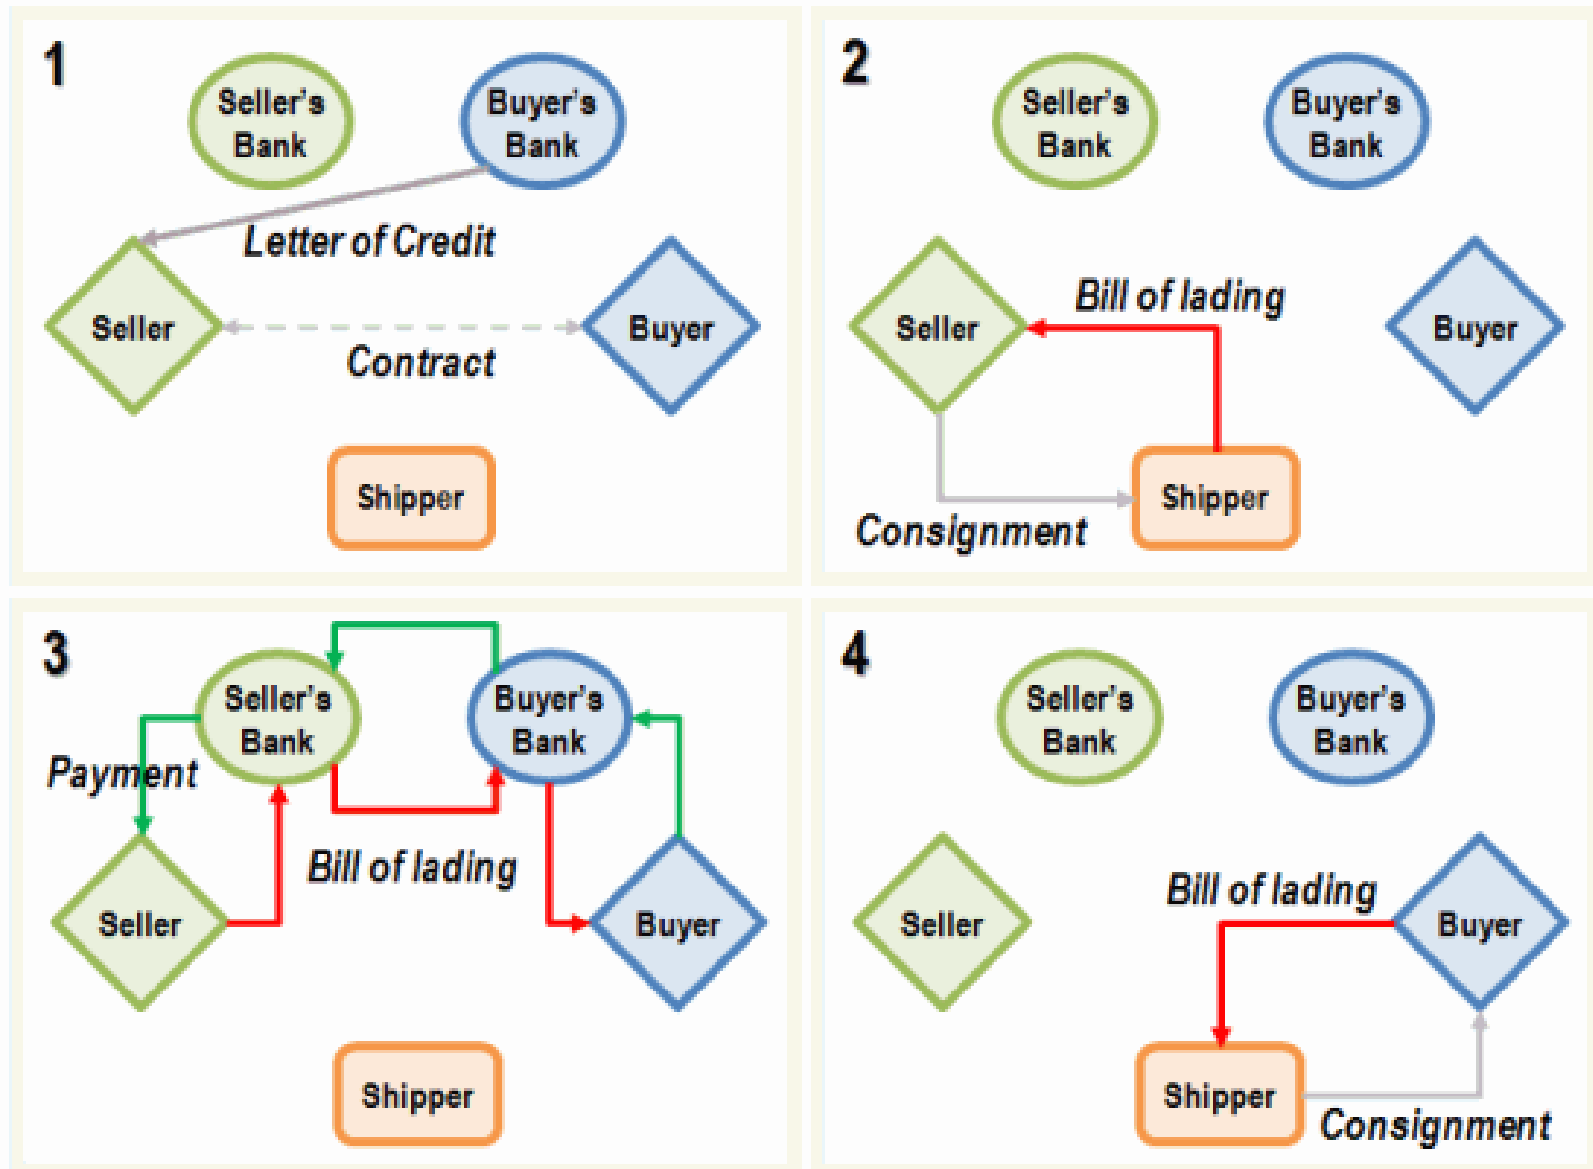 1
Seller's
Bank
Buyer's
Bank
Letter of Credit
Seller
Buyer
Contract
Shipper
2
Seller's
Bank
Buyer's
Bank
Bill of lading
Seller
Buyer
Shipper
Consignment
3
Seller's
Bank
Buyer's
Bank
Payment
Bill of lading
Seller
Buyer
Shipper
4
Seller's
Bank
Buyer's
Bank
Bill of lading
Seller
Buyer
Shipper
Consignment